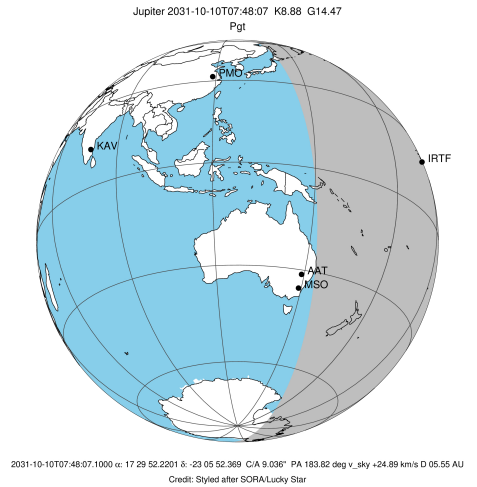 Jupiter 2031-10-10T07:48:07 K8.88 G14.47
Pgt
PMO
KAV
IRTF
AAT
MSO
2031-10-10T07:48:07.1000 α: 17 29 52.2201 δ: -23 05 52.369 C/A 9.036" PA 183.82 deg v_sky +24.89 km/s D 05.55 AU
Credit: Styled after SORA/Lucky Star